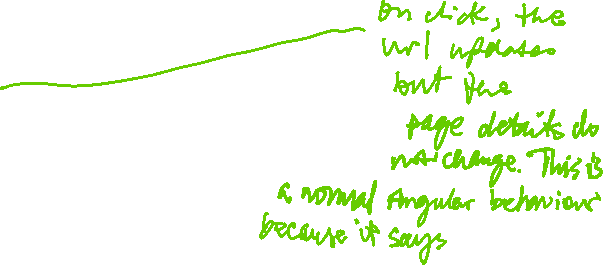 on click, the
url updates
but the
page details do
not change. This is
a normal Angular behaviour
because it says